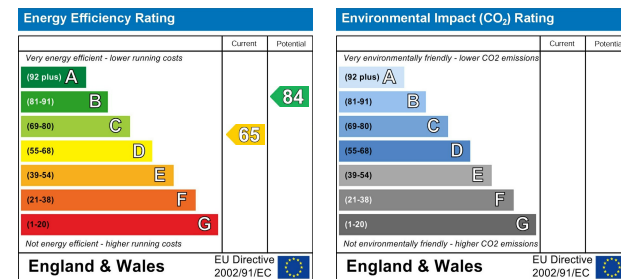 Energy Efficiency Rating
Current Potential
Very energy efficient - lower running costs
(92 plus) A
(81-91) B
84
(69-80) C
65
(55-68) D
(39-54) E
(21-38) F
(1-20) G
Not energy efficient - higher running costs
England & Wales
EU Directive
2002/91/EC
Environmental Impact (CO₂) Rating
Current Potential
Very environmentally friendly - lower CO2 emissions
(92 plus) A
(81-91) B
(69-80) C
(55-68) D
(39-54) E
(21-38) F
(1-20) G
Not environmentally friendly - higher CO2 emissions
England & Wales
EU Directive
2002/91/EC